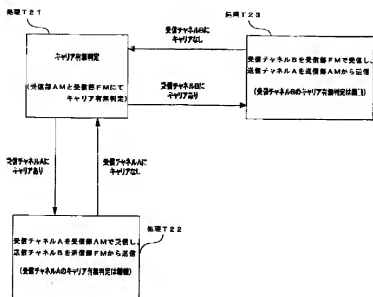 処理T21
処理T23
キャリア有無判定
(受信部AMと受信部FMにて
キャリア有無判定)
受信チャネルBに
キャリアなし
受信チャネルBを受信部FMで受信し、
送信チャネルAを送信部AMから送信
(受信チャネルBのキャリア有無判定は継続)
受信チャネルBに
キャリアあり
受信チャネルAに
キャリアあり
受信チャネルAに
キャリアなし
処理T22
受信チャネルAを受信部AMで受信し、
送信チャネルBを送信部FMから送信
(受信チャネルAのキャリア有無判定は継続)